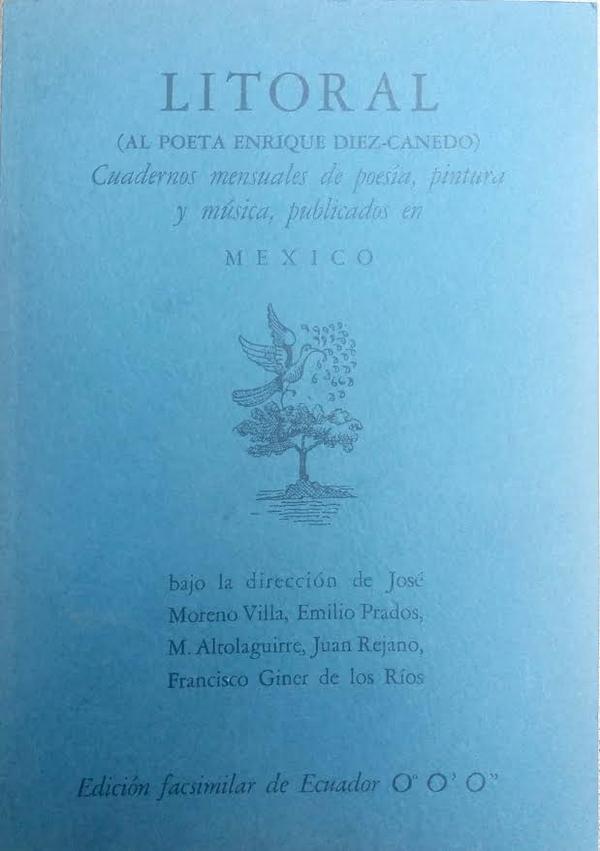 LITORAL
(AL POETA ENRIQUE DIEZ-CANEDO)
Cuadernos mensuales de poesía, pintura
y música, publicados en
MEXICO
bajo la dirección de José
Moreno Villa, Emilio Prados,
M. Altolaguirre, Juan Rejano,
Francisco Giner de los Ríos
Edición facsimilar de Ecuador O° O’ O”